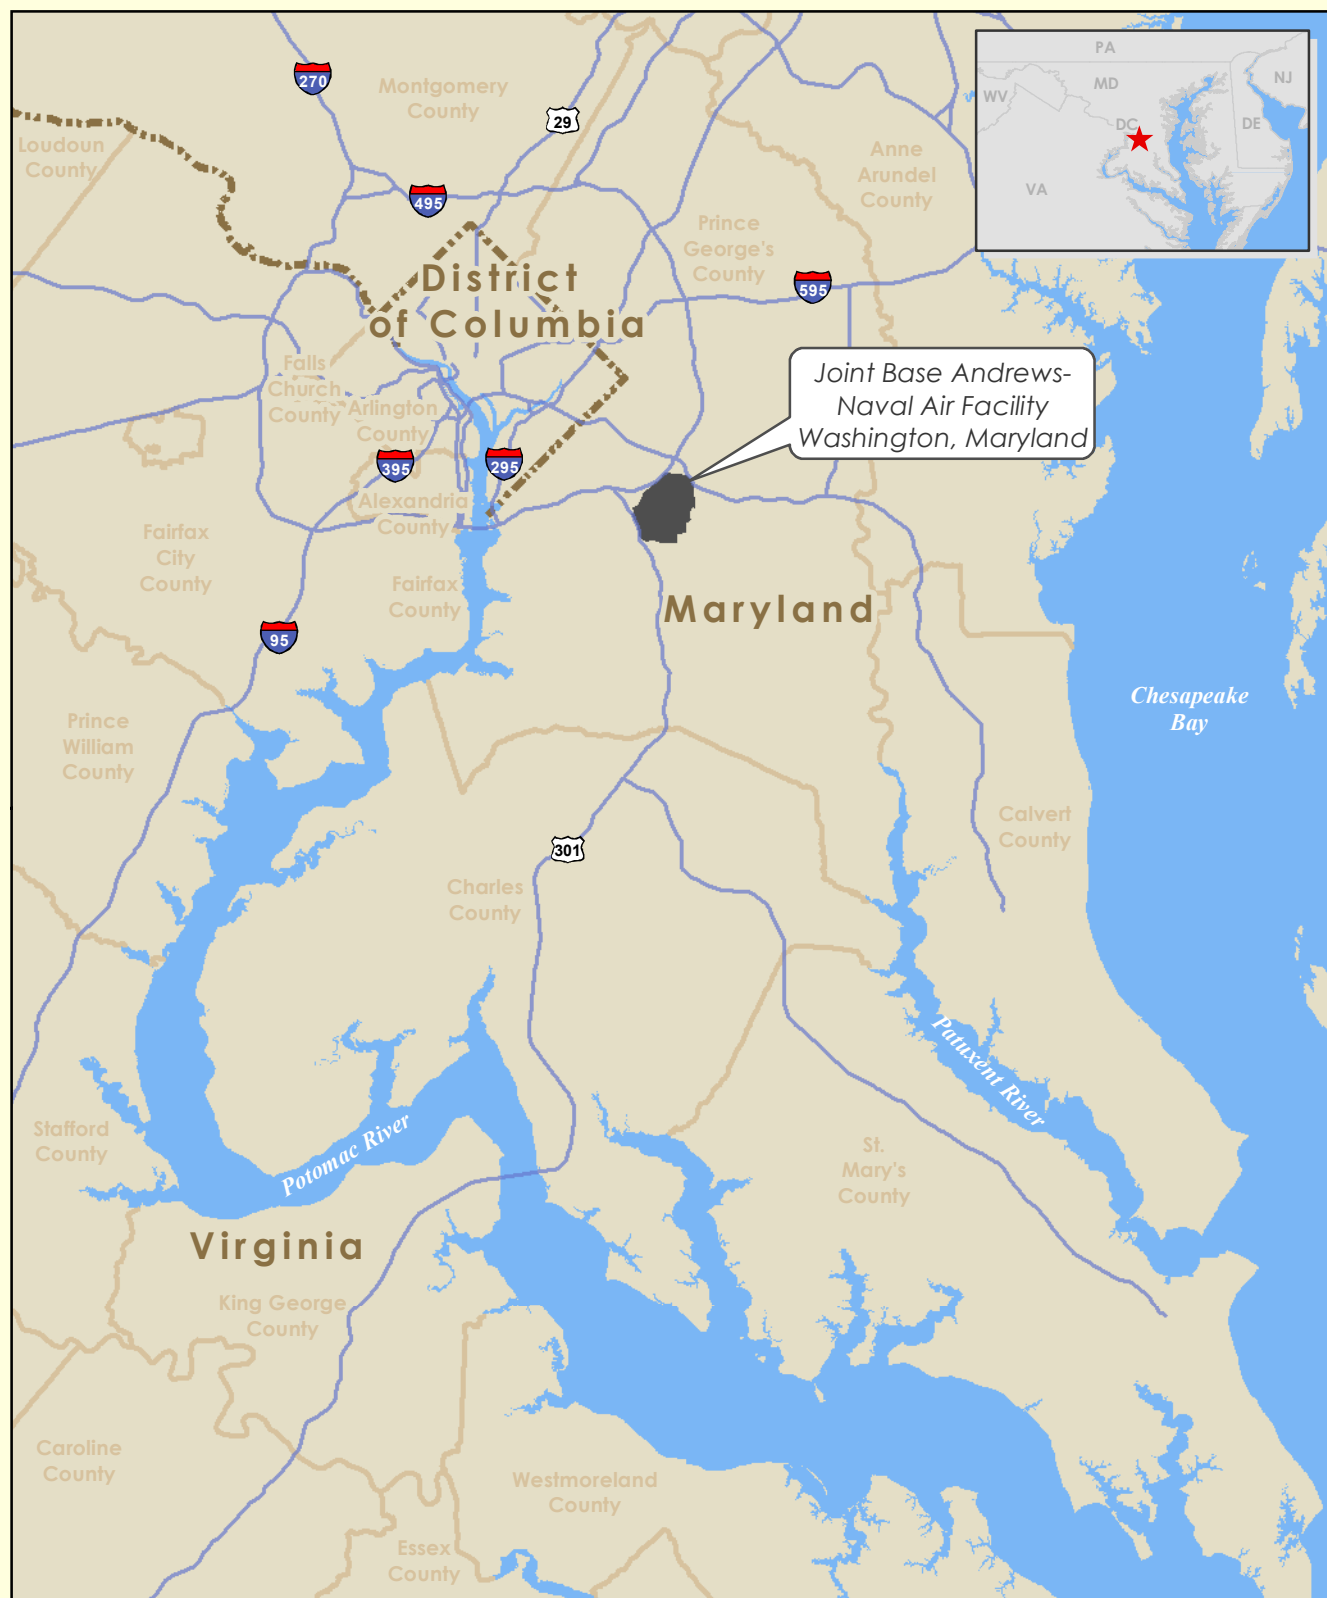 270
Montgomery
County
29
PA
NJ
MD
WV
DC
DE
VA
Loudoun
County
Anne
Arundel
County
495
Prince
George's
County
District
of Columbia
595
Falls
Church
County
Arlington
County
Joint Base Andrews-
Naval Air Facility
Washington, Maryland
395
295
Alexandria
County
Fairfax
City
County
Fairfax
County
Maryland
95
Chesapeake
Bay
Prince
William
County
Calvert
County
301
Charles
County
Patuxent River
Stafford
County
Potomac River
St.
Mary's
County
Virginia
King George
County
Caroline
County
Westmoreland
County
Essex
County